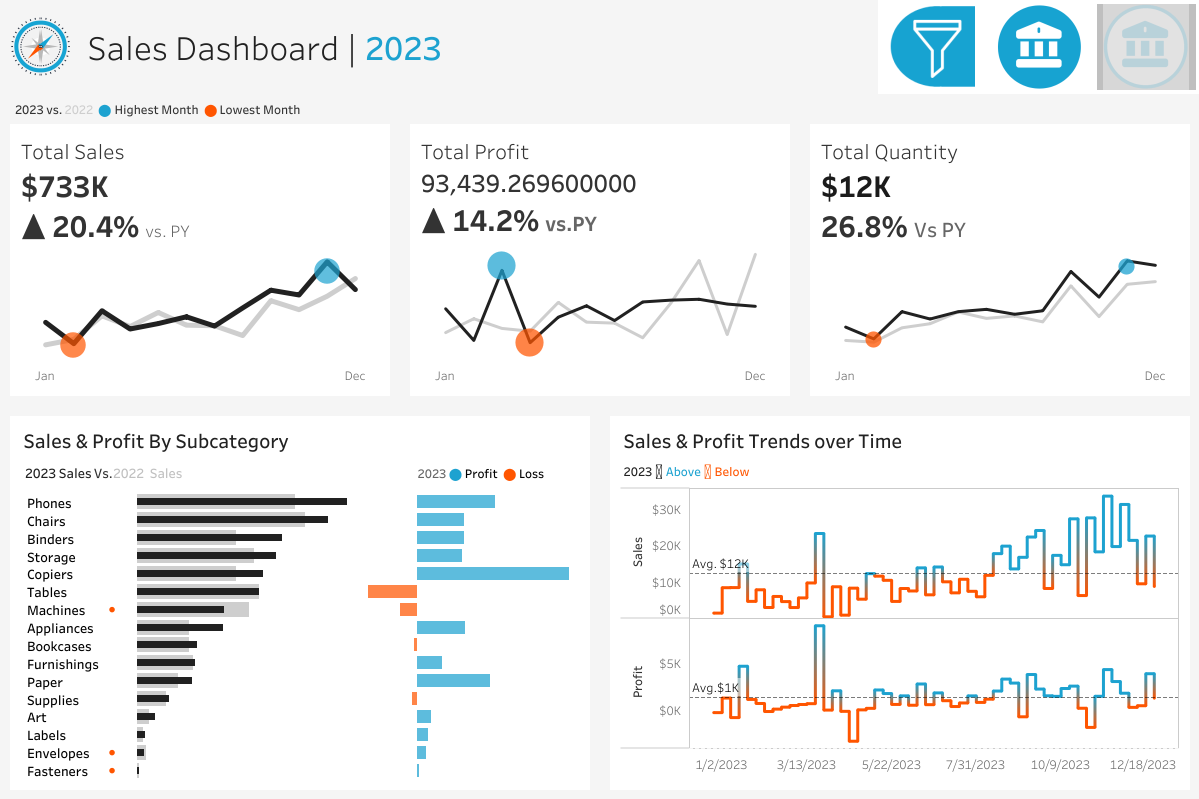 Sales Dashboard | 2023
2023 vs. 2022 Highest Month Lowest Month
Total Sales
$733K
▲ 20.4% vs. PY
Jan Dec
Total Profit
93,439.269600000
▲ 14.2% vs.PY
Jan Dec
Total Quantity
$12K
26.8% Vs PY
Jan Dec
Sales & Profit By Subcategory
2023 Sales Vs. 2022 Sales
2023 Profit Loss
Phones
Chairs
Binders
Storage
Copiers
Tables
Machines
Appliances
Bookcases
Furnishings
Paper
Supplies
Art
Labels
Envelopes
Fasteners
Sales & Profit Trends over Time
2023 Above Below
Sales
$30K
$20K
$10K
$0K
Avg. $12K
Profit
$5K
$0K
Avg.$1K
1/2/2023 3/13/2023 5/22/2023 7/31/2023 10/9/2023 12/18/2023